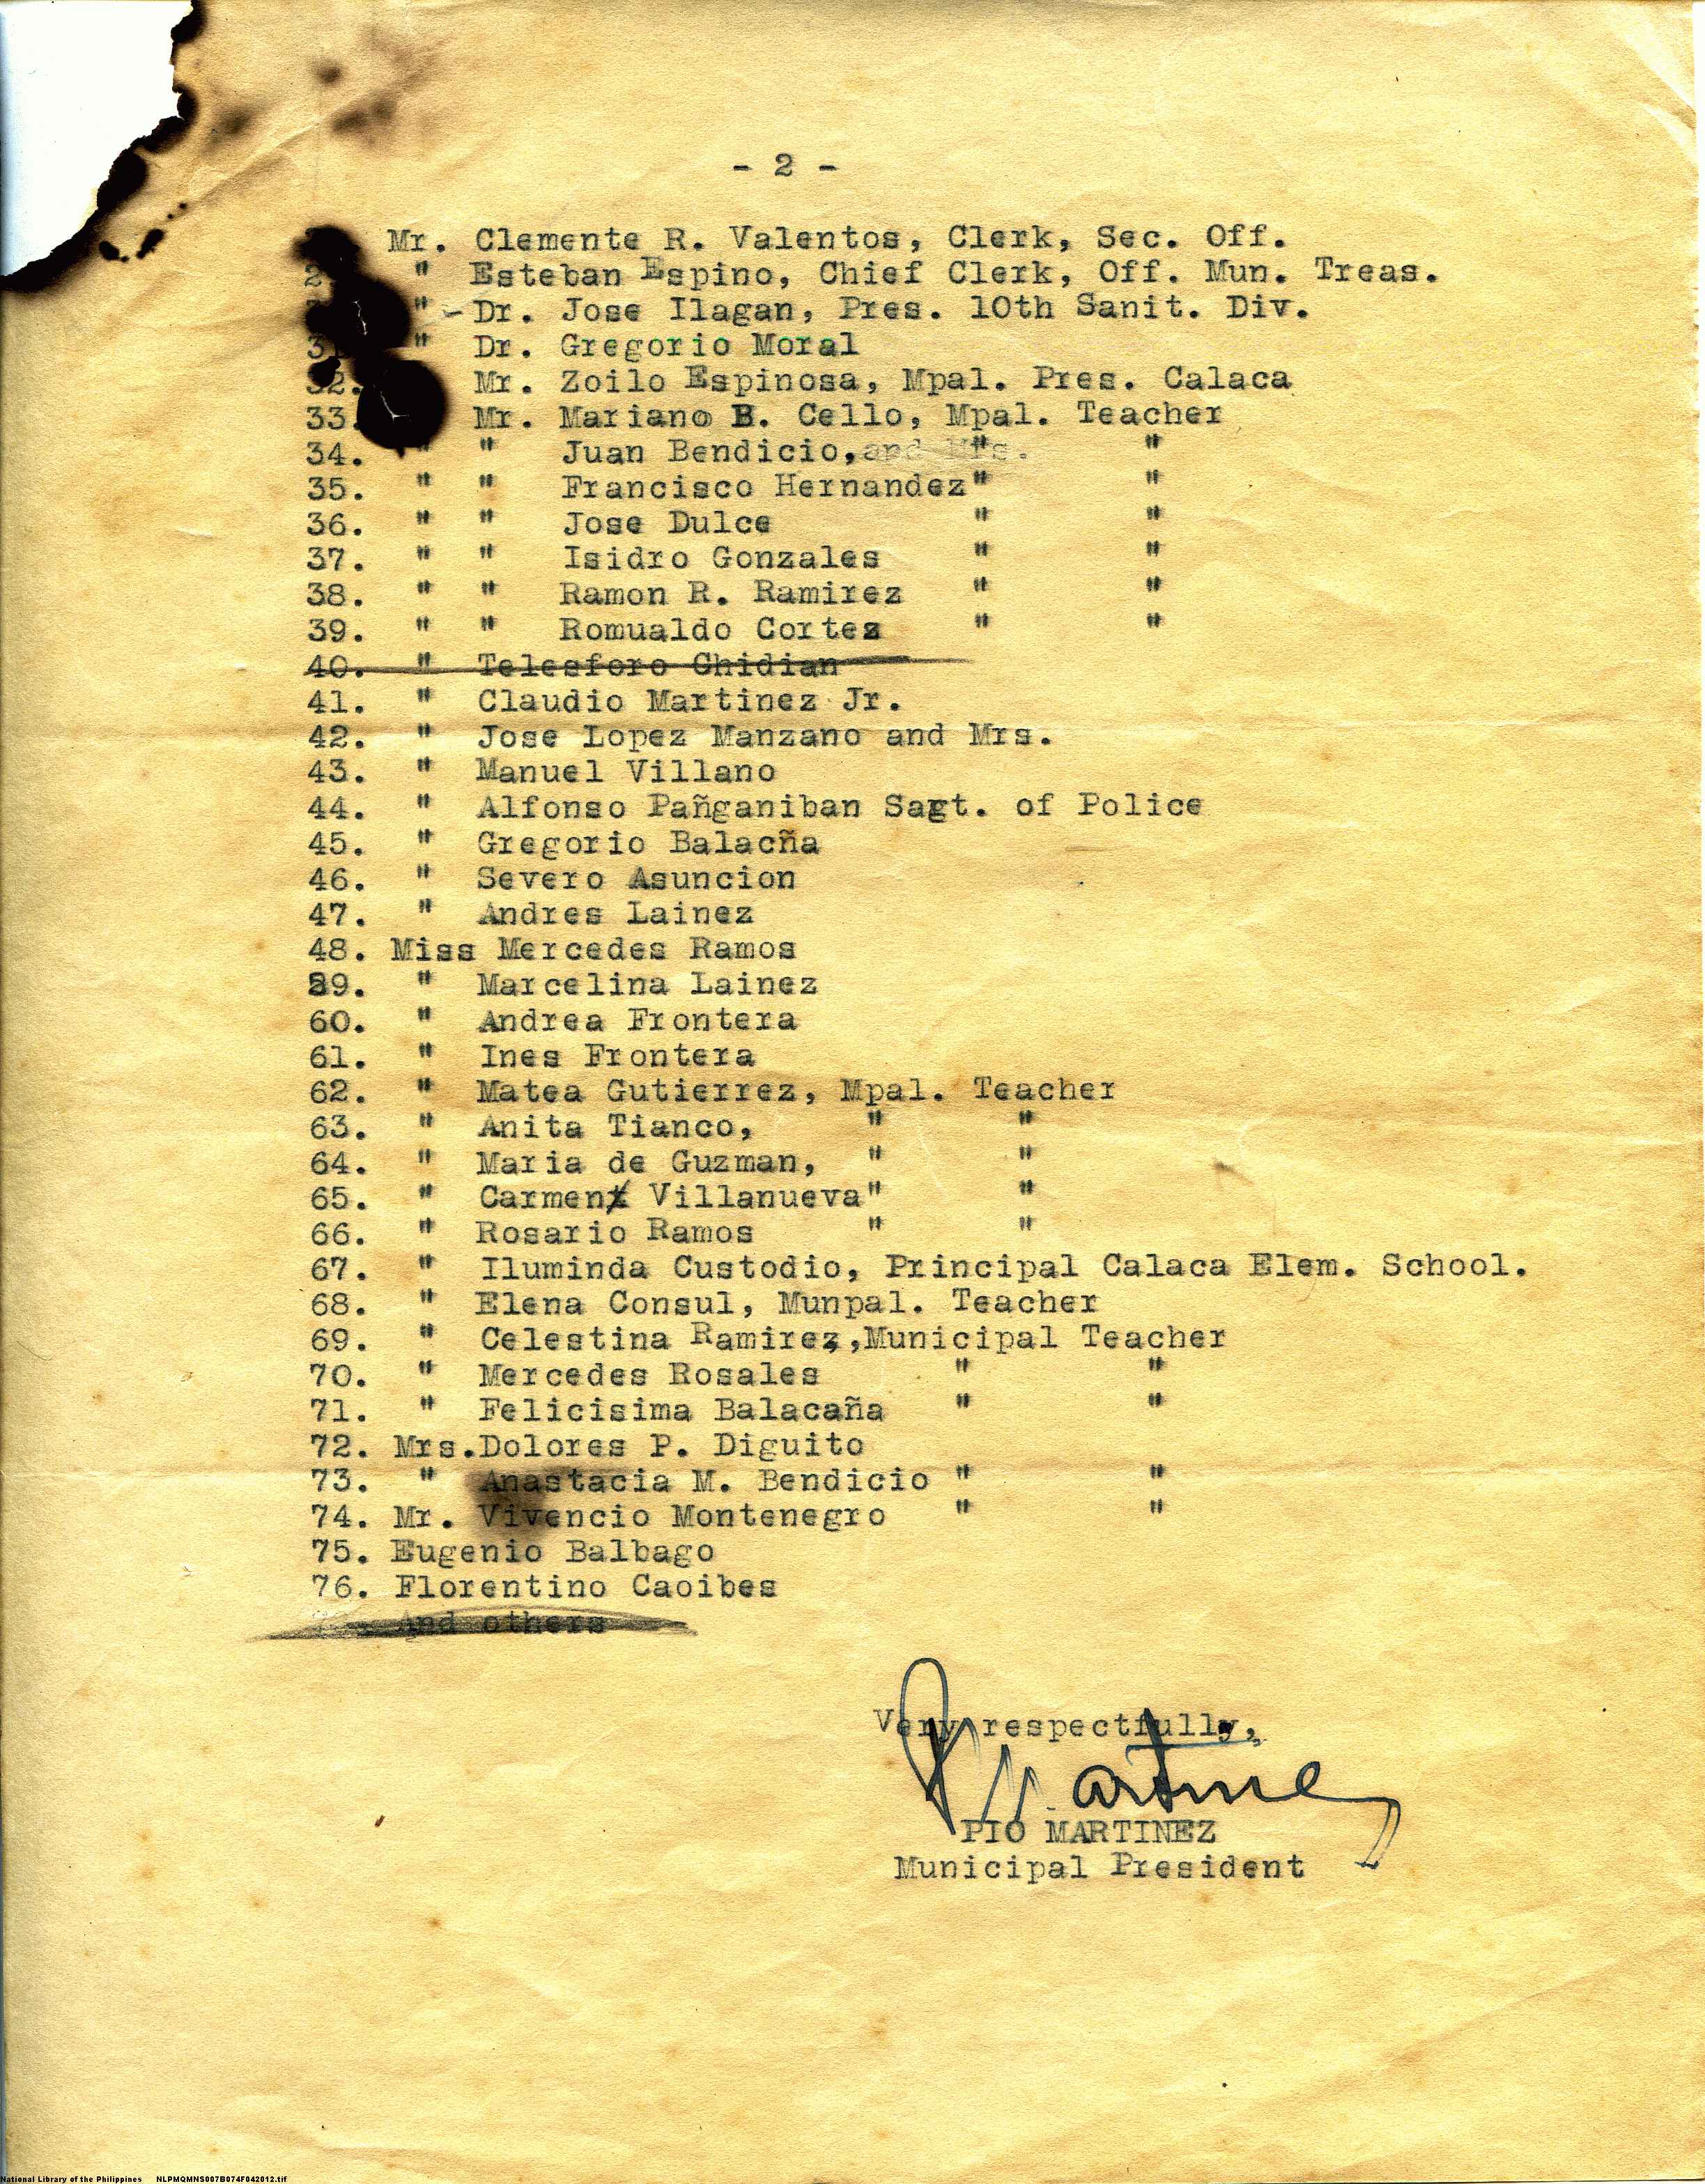 - 2 -
Mr. Clemente R. Valentos, Clerk, Sec. Off.
2 " Esteban Espino, Chief Clerk, Off. Mun. Treas.
" - Dr. Jose Ilagan, Pres. 10th Sanit. Div.
31 " Dr. Gregorio Moral
32. Mr. Zoilo Espinosa, Mpal. Pres. Calaca
33. Mr. Mariano B. Cello, Mpal. Teacher
34. " " Juan Bendicio, and Mrs. " "
35. " " Francisco Hernandez" "
36. " " Jose Dulce " "
37. " " Isidro Gonzales " "
38. " " Ramon R. Ramirez " "
39. " " Romualdo Cortez " "
40. " Telesforo Chidian
41. " Claudio Martinez Jr.
42. " Jose Lopez Manzano and Mrs.
43. " Manuel Villano
44. " Alfonso Pañganiban Sagt. of Police
45. " Gregorio Balacña
46. " Severo Asuncion
47. " Andres Lainez
48. Miss Mercedes Ramos
89. " Marcelina Lainez
60. " Andrea Frontera
61. " Ines Frontera
62. " Matea Gutierrez, Mpal. Teacher
63. " Anita Tianco, " "
64. " Maria de Guzman, " "
65. " Carmen Villanueva" "
66. " Rosario Ramos " "
67. " Iluminda Custodio, Principal Calaca Elem. School.
68. " Elena Consul, Munpal. Teacher
69. " Celestina Ramirez,Municipal Teacher
70. " Mercedes Rosales " "
71. " Felicisima Balacaña " "
72. Mrs.Dolores P. Diguito
73. " Anastacia M. Bendicio " "
74. Mr. Vivencio Montenegro " "
75. Eugenio Balbago
76. Florentino Caoibes
And others
Very respectfully,
P Martinez
PIO MARTINEZ
Municipal President
National Library of the Philippines NLPMQMNS007B074F042012.tif